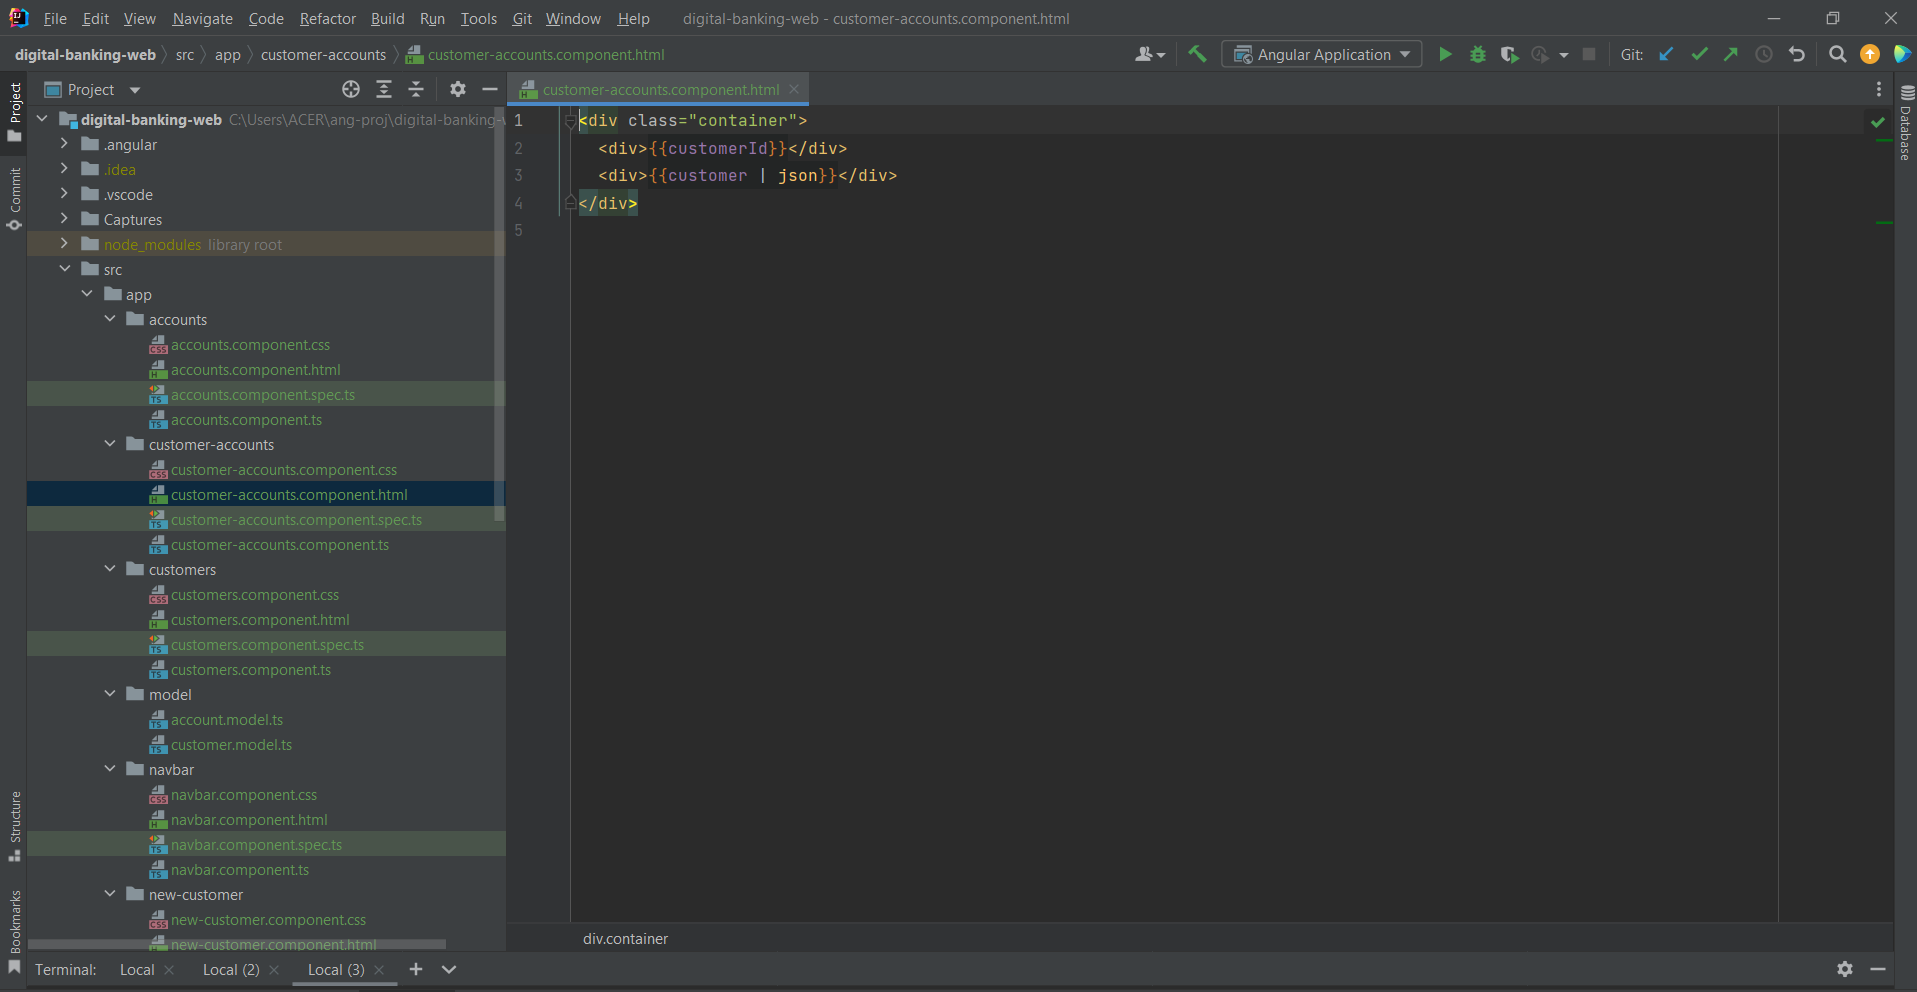 File Edit View Navigate Code Refactor Build Run Tools Git Window Help digital-banking-web - customer-accounts.component.html
digital-banking-web src app customer-accounts customer-accounts.component.html Angular Application Git:
Project
customer-accounts.component.html
digital-banking-web C:\Users\ACER\ang-proj\digital-banking-
.angular
.idea
.vscode
Captures
node_modules library root
src
app
accounts
accounts.component.css
accounts.component.html
accounts.component.spec.ts
accounts.component.ts
customer-accounts
customer-accounts.component.css
customer-accounts.component.html
customer-accounts.component.spec.ts
customer-accounts.component.ts
customers
customers.component.css
customers.component.html
customers.component.spec.ts
customers.component.ts
model
account.model.ts
customer.model.ts
navbar
navbar.component.css
navbar.component.html
navbar.component.spec.ts
navbar.component.ts
new-customer
new-customer.component.css
new-customer.component.html
1 <div class="container">
2 <div>{{customerId}}</div>
3 <div>{{customer | json}}</div>
4 </div>
5
div.container
Project
Commit
Structure
Bookmarks
Database
Terminal: Local Local (2) Local (3)